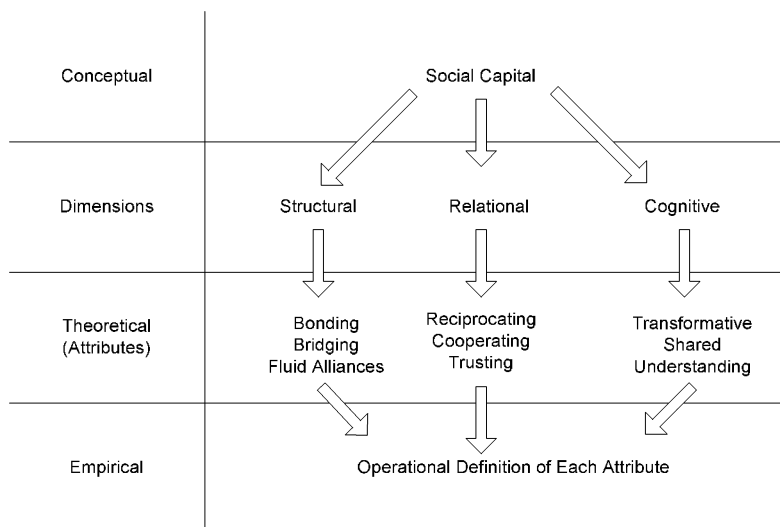 Conceptual
Social Capital
Dimensions
Structural
Relational
Cognitive
Theoretical
(Attributes)
Bonding
Bridging
Fluid Alliances
Reciprocating
Cooperating
Trusting
Transformative
Shared
Understanding
Empirical
Operational Definition of Each Attribute